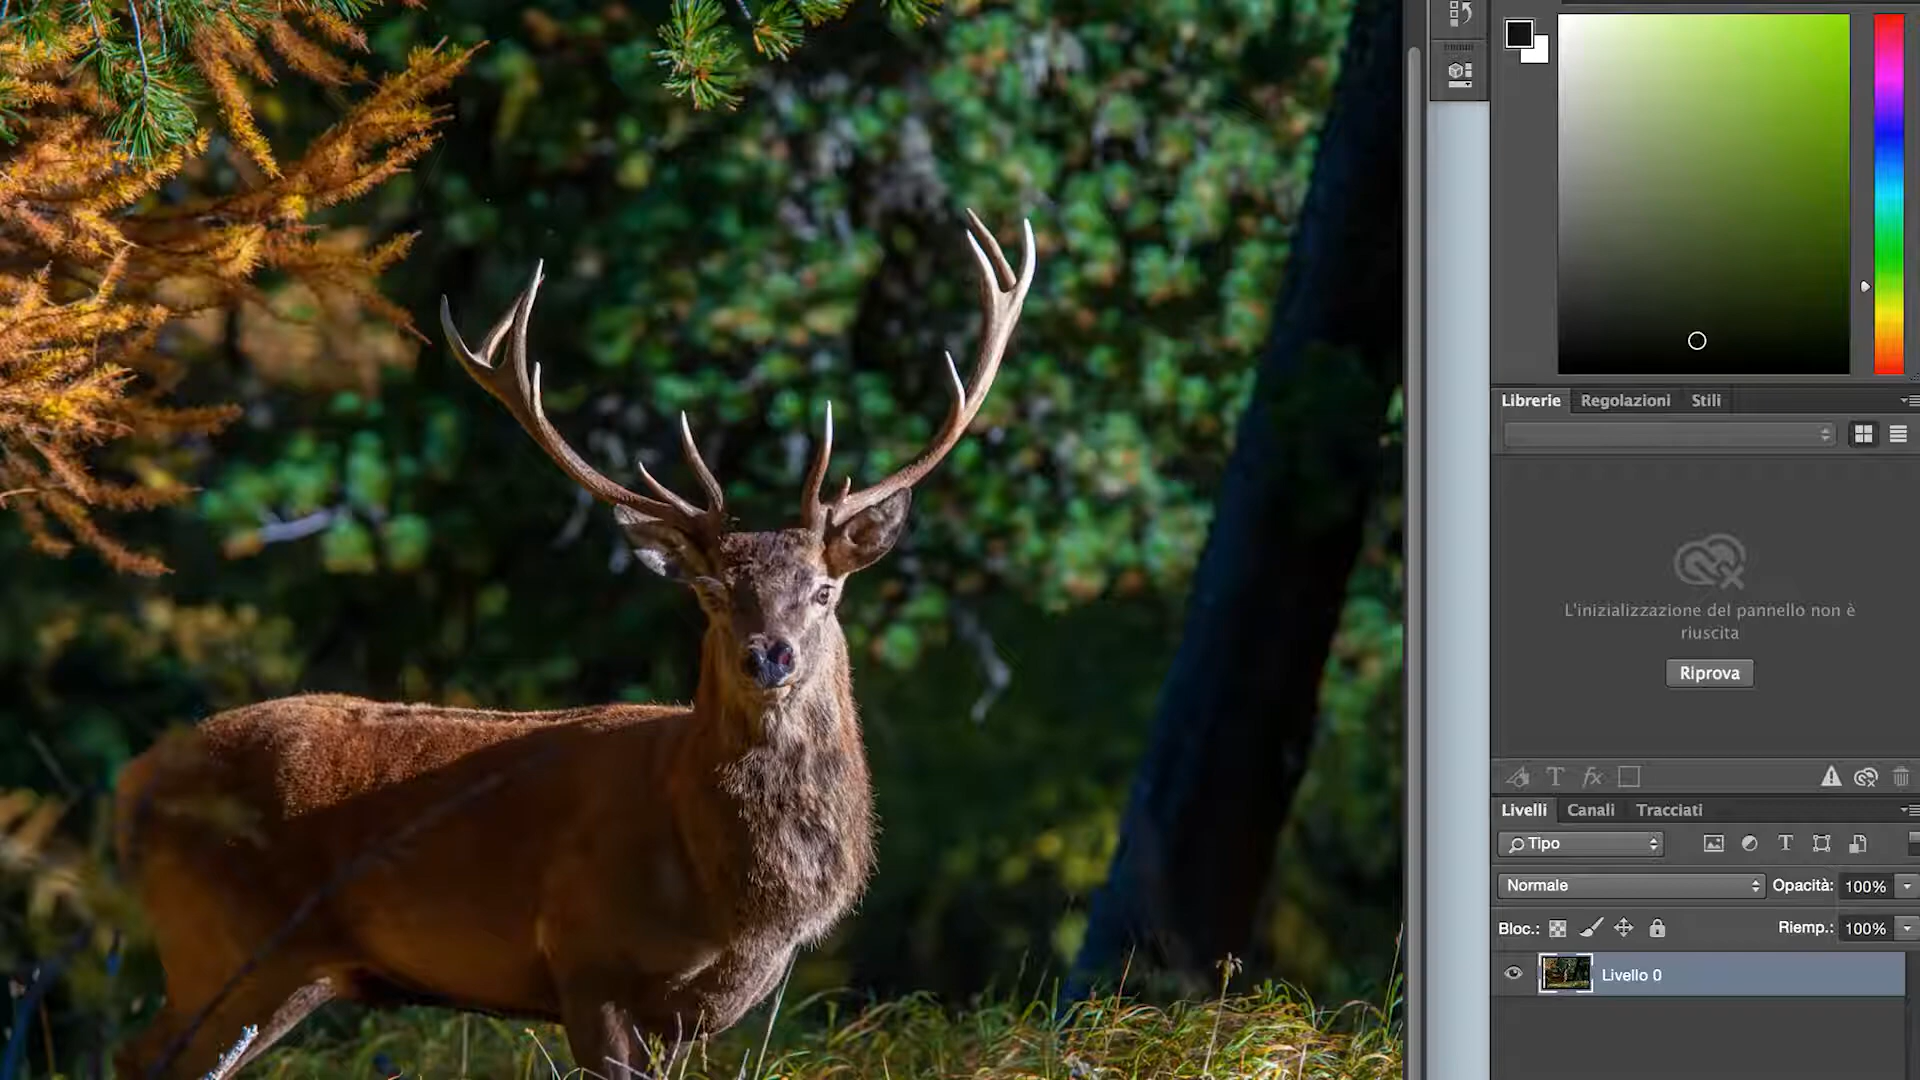 Librerie Regolazioni Stili
L'inizializzazione del pannello non è
riuscita
Riprova
T fx
Livelli Canali Tracciati
Tipo T
Normale Opacità: 100%
Bloc.: Riemp.: 100%
Livello 0